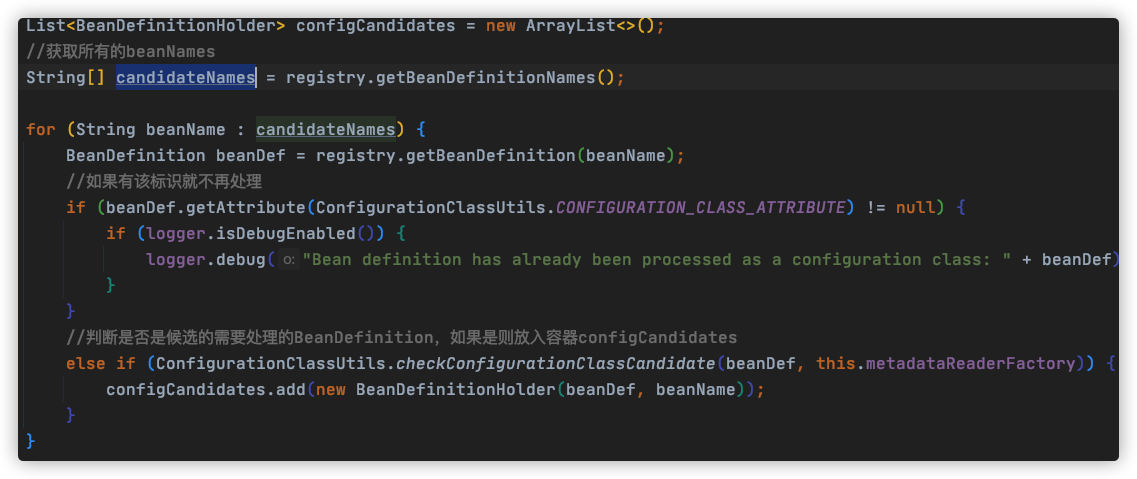 List<BeanDefinitionHolder> configCandidates = new ArrayList<>();
//获取所有的beanNames
String[] candidateNames = registry.getBeanDefinitionNames();
for (String beanName : candidateNames) {
BeanDefinition beanDef = registry.getBeanDefinition(beanName);
//如果有该标识就不再处理
if (beanDef.getAttribute(ConfigurationClassUtils.CONFIGURATION_CLASS_ATTRIBUTE) != null) {
if (logger.isDebugEnabled()) {
logger.debug( o: "Bean definition has already been processed as a configuration class: " + beanDef)
}
}
//判断是否是候选的需要处理的BeanDefinition，如果是则放入容器configCandidates
else if (ConfigurationClassUtils.checkConfigurationClassCandidate(beanDef, this.metadataReaderFactory)) {
configCandidates.add(new BeanDefinitionHolder(beanDef, beanName));
}
}